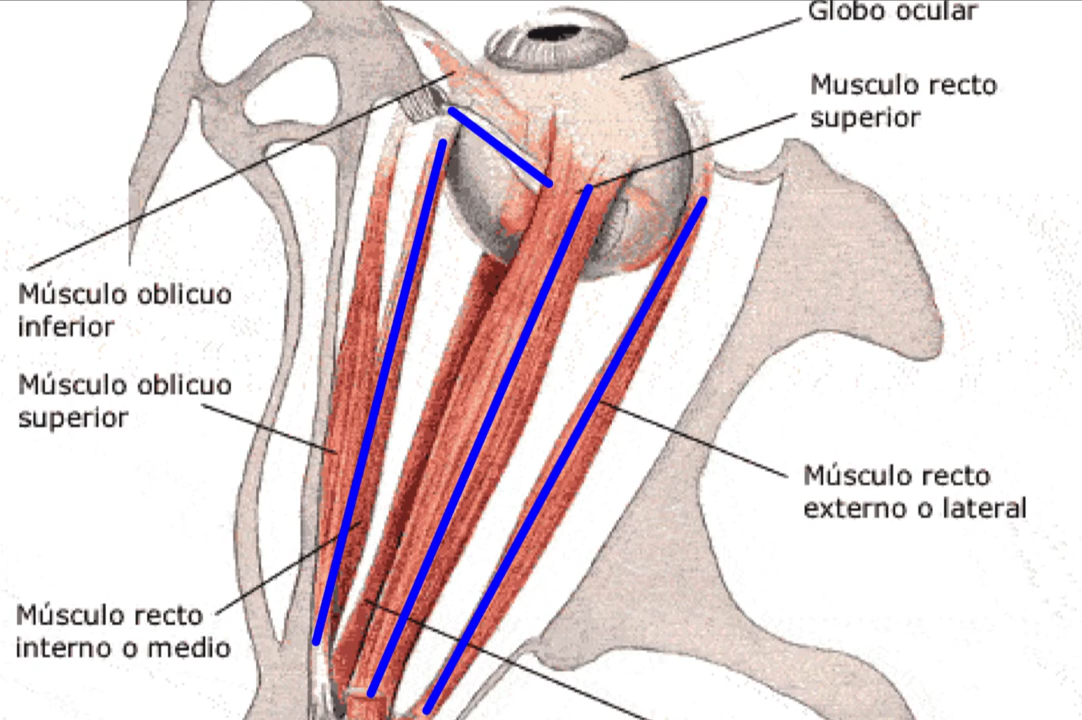 Globo ocular
Musculo recto
superior
Músculo oblicuo
inferior
Músculo oblicuo
superior
Músculo recto
externo o lateral
Músculo recto
interno o medio